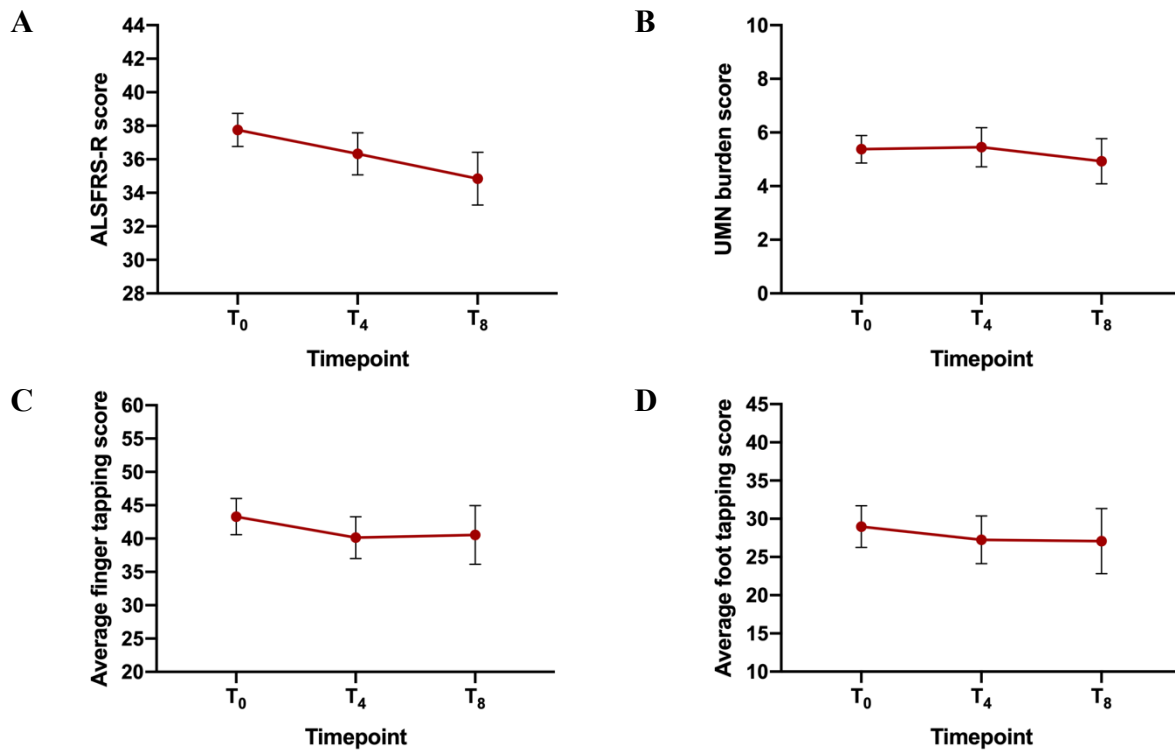 A
ALSFRS-R score
44
42
40
38
36
34
32
30
28
T0
T4
T8
Timepoint
B
UMN burden score
10
8
6
4
2
0
T0
T4
T8
Timepoint
C
Average finger tapping score
60
55
50
45
40
35
30
25
20
T0
T4
T8
Timepoint
D
Average foot tapping score
45
40
35
30
25
20
15
10
T0
T4
T8
Timepoint